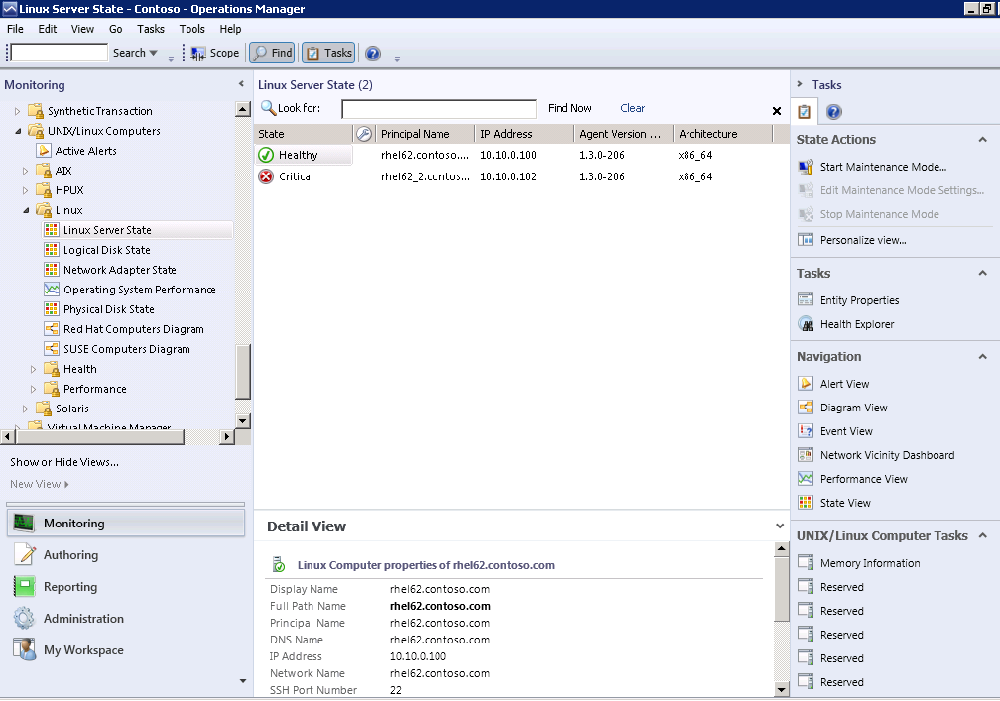 Linux Server State - Contoso - Operations Manager
File Edit View Go Tasks Tools Help
Search Scope Find Tasks
Monitoring
Synthetic Transaction
UNIX/Linux Computers
Active Alerts
AIX
HPUX
Linux
Linux Server State
Logical Disk State
Network Adapter State
Operating System Performance
Physical Disk State
Red Hat Computers Diagram
SUSE Computers Diagram
Health
Performance
Solaris
Virtual Machine Manager
Show or Hide Views...
New View
Monitoring
Authoring
Reporting
Administration
My Workspace
Linux Server State (2)
Look for: Find Now Clear
State Principal Name IP Address Agent Version ... Architecture
Healthy rhel62.contoso.... 10.10.0.100 1.3.0-206 x86_64
Critical rhel62_2.contos... 10.10.0.102 1.3.0-206 x86_64
Detail View
Linux Computer properties of rhel62.contoso.com
Display Name rhel62.contoso.com
Full Path Name rhel62.contoso.com
Principal Name rhel62.contoso.com
DNS Name rhel62.contoso.com
IP Address 10.10.0.100
Network Name rhel62.contoso.com
SSH Port Number 22
Tasks
State Actions
Start Maintenance Mode...
Edit Maintenance Mode Settings...
Stop Maintenance Mode
Personalize view...
Tasks
Entity Properties
Health Explorer
Navigation
Alert View
Diagram View
Event View
Network Vicinity Dashboard
Performance View
State View
UNIX/Linux Computer Tasks
Memory Information
Reserved
Reserved
Reserved
Reserved
Reserved